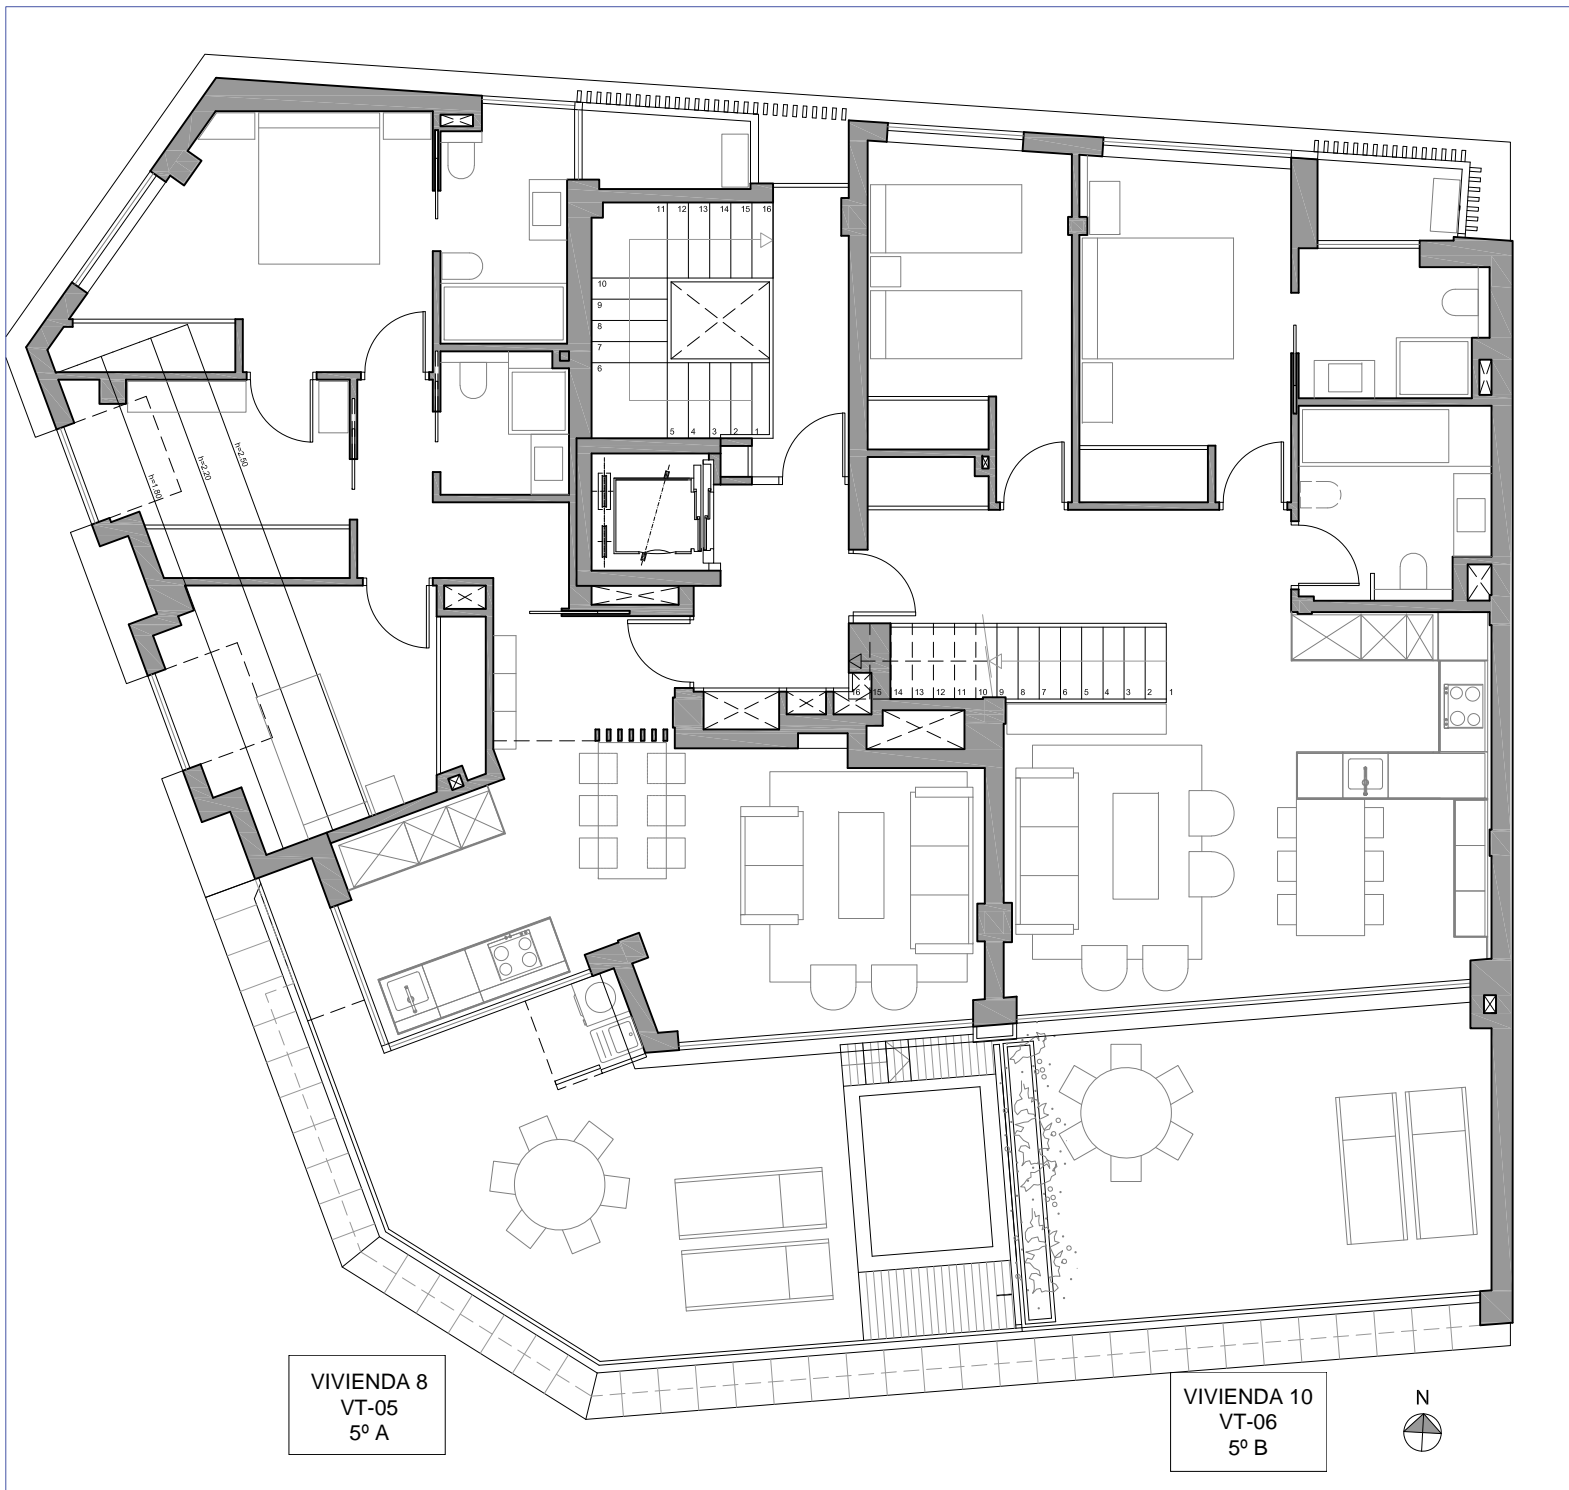 11 12 13 14 15 16
10
9
8
7
6
5 4 3 2 1
h=2.50
h=2.20
h=1.80
16 15 14 13 12 11 10 9 8 7 6 5 4 3 2 1
VIVIENDA 8
VT-05
5º A
VIVIENDA 10
VT-06
5º B
N